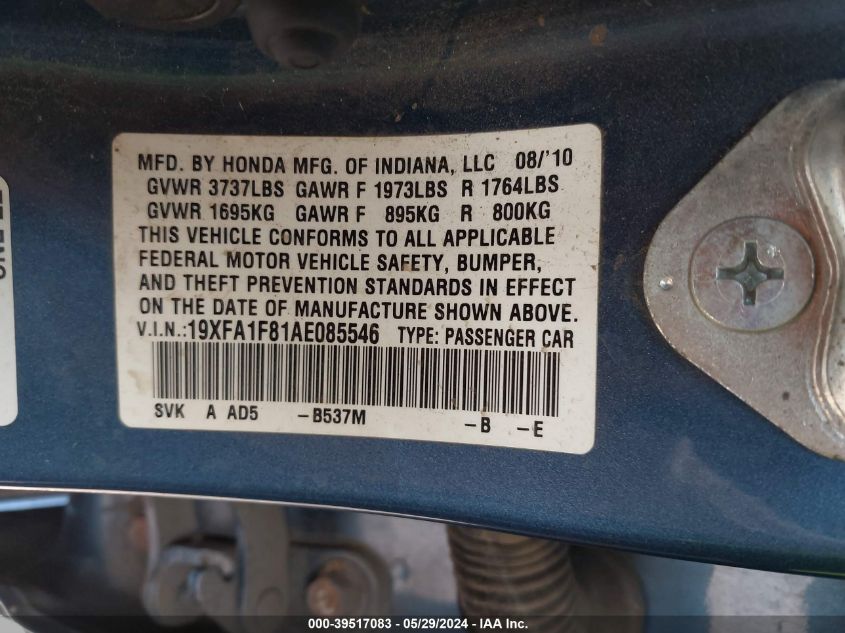 MFD. BY HONDA MFG. OF INDIANA, LLC 08/'10
GVWR 3737LBS GAWR F 1973LBS R 1764LBS
GVWR 1695KG GAWR F 895KG R 800KG
THIS VEHICLE CONFORMS TO ALL APPLICABLE
FEDERAL MOTOR VEHICLE SAFETY, BUMPER,
AND THEFT PREVENTION STANDARDS IN EFFECT
ON THE DATE OF MANUFACTURE SHOWN ABOVE.
V.I.N.:19XFA1F81AE085546 TYPE: PASSENGER CAR
SVK A AD5 -B537M -B -E
000-39517083 - 05/29/2024 - IAA Inc.